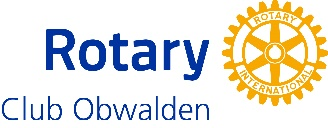 Rotary
Club Obwalden
ROTARY
INTERNATIONAL